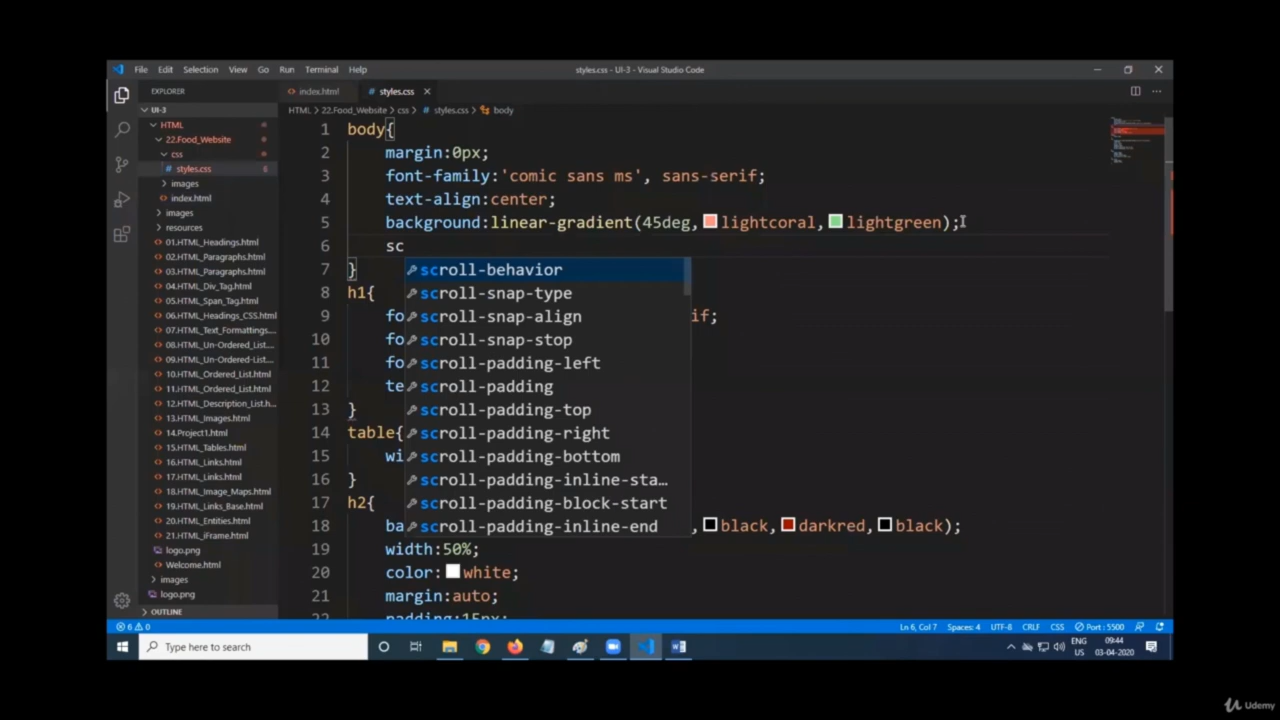 File Edit Selection View Go Run Terminal Help
styles.css - UI-3 - Visual Studio Code
EXPLORER
index.html
styles.css
UI-3
HTML > 22.Food_Website > css > # styles.css > body
HTML
22.Food_Website
css
# styles.css 6
images
index.html
images
resources
01.HTML_Headings.html
02.HTML_Paragraphs.html
03.HTML_Paragraphs.html
04.HTML_Div_Tag.html
05.HTML_Span_Tag.html
06.HTML_Headings_CSS.html
07.HTML_Text_Formattings....
08.HTML_Un-Ordered_List....
09.HTML_Un-Ordered-List....
10.HTML_Ordered_List.html
11.HTML_Ordered_List.html
12.HTML_Description_List.h...
13.HTML_Images.html
14.Project1.html
15.HTML_Tables.html
16.HTML_Links.html
17.HTML_Links.html
18.HTML_Image_Maps.html
19.HTML_Links_Base.html
20.HTML_Entities.html
21.HTML_iFrame.html
logo.png
Welcome.html
images
logo.png
OUTLINE
1 body{
2 margin:0px;
3 font-family:'comic sans ms', sans-serif;
4 text-align:center;
5 background:linear-gradient(45deg,lightcoral,lightgreen);
6 sc
7 }
8 h1{
9 fo if;
10 fo
11 fo
12 te
13 }
14 table{
15 wi
16 }
17 h2{
18 ba ,black,darkred,black);
19 width:50%;
20 color:white;
21 margin:auto;
22 padding:15px;
scroll-behavior
scroll-snap-type
scroll-snap-align
scroll-snap-stop
scroll-padding-left
scroll-padding
scroll-padding-top
scroll-padding-right
scroll-padding-bottom
scroll-padding-inline-sta...
scroll-padding-block-start
scroll-padding-inline-end
6 0
Ln 6, Col 7 Spaces: 4 UTF-8 CRLF CSS Port : 5500
Type here to search
ENG
US
09:44
03-04-2020
Udemy